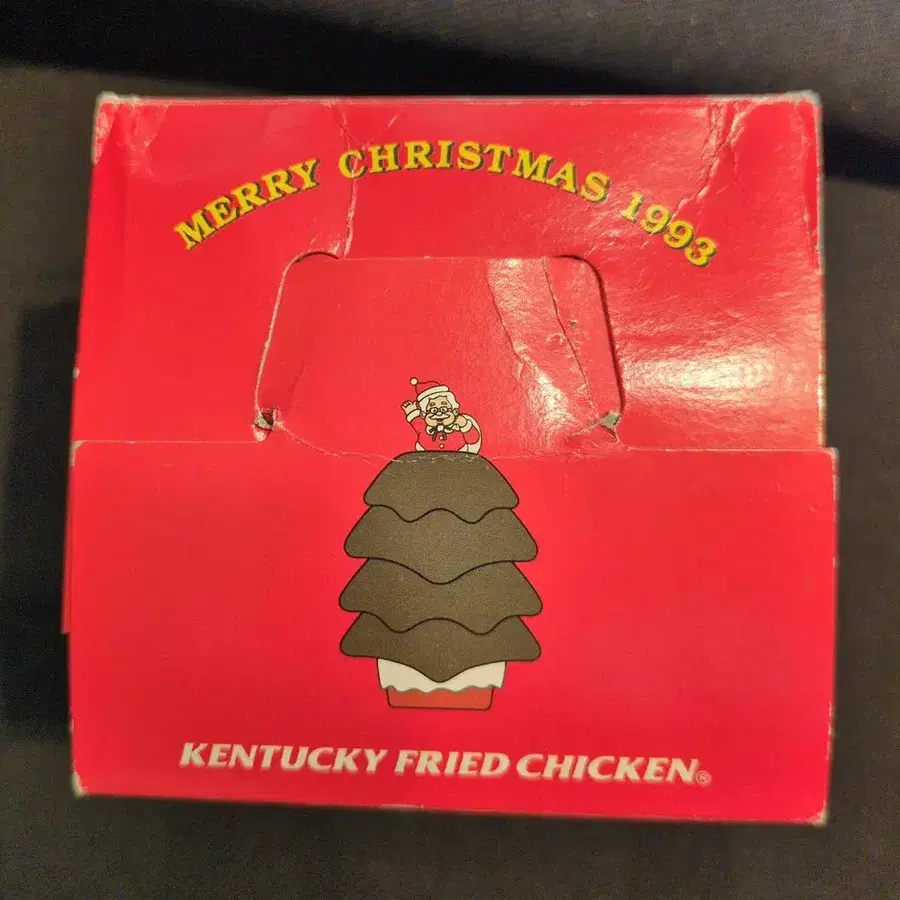 MERRY CHRISTMAS 1993
KENTUCKY FRIED CHICKEN®